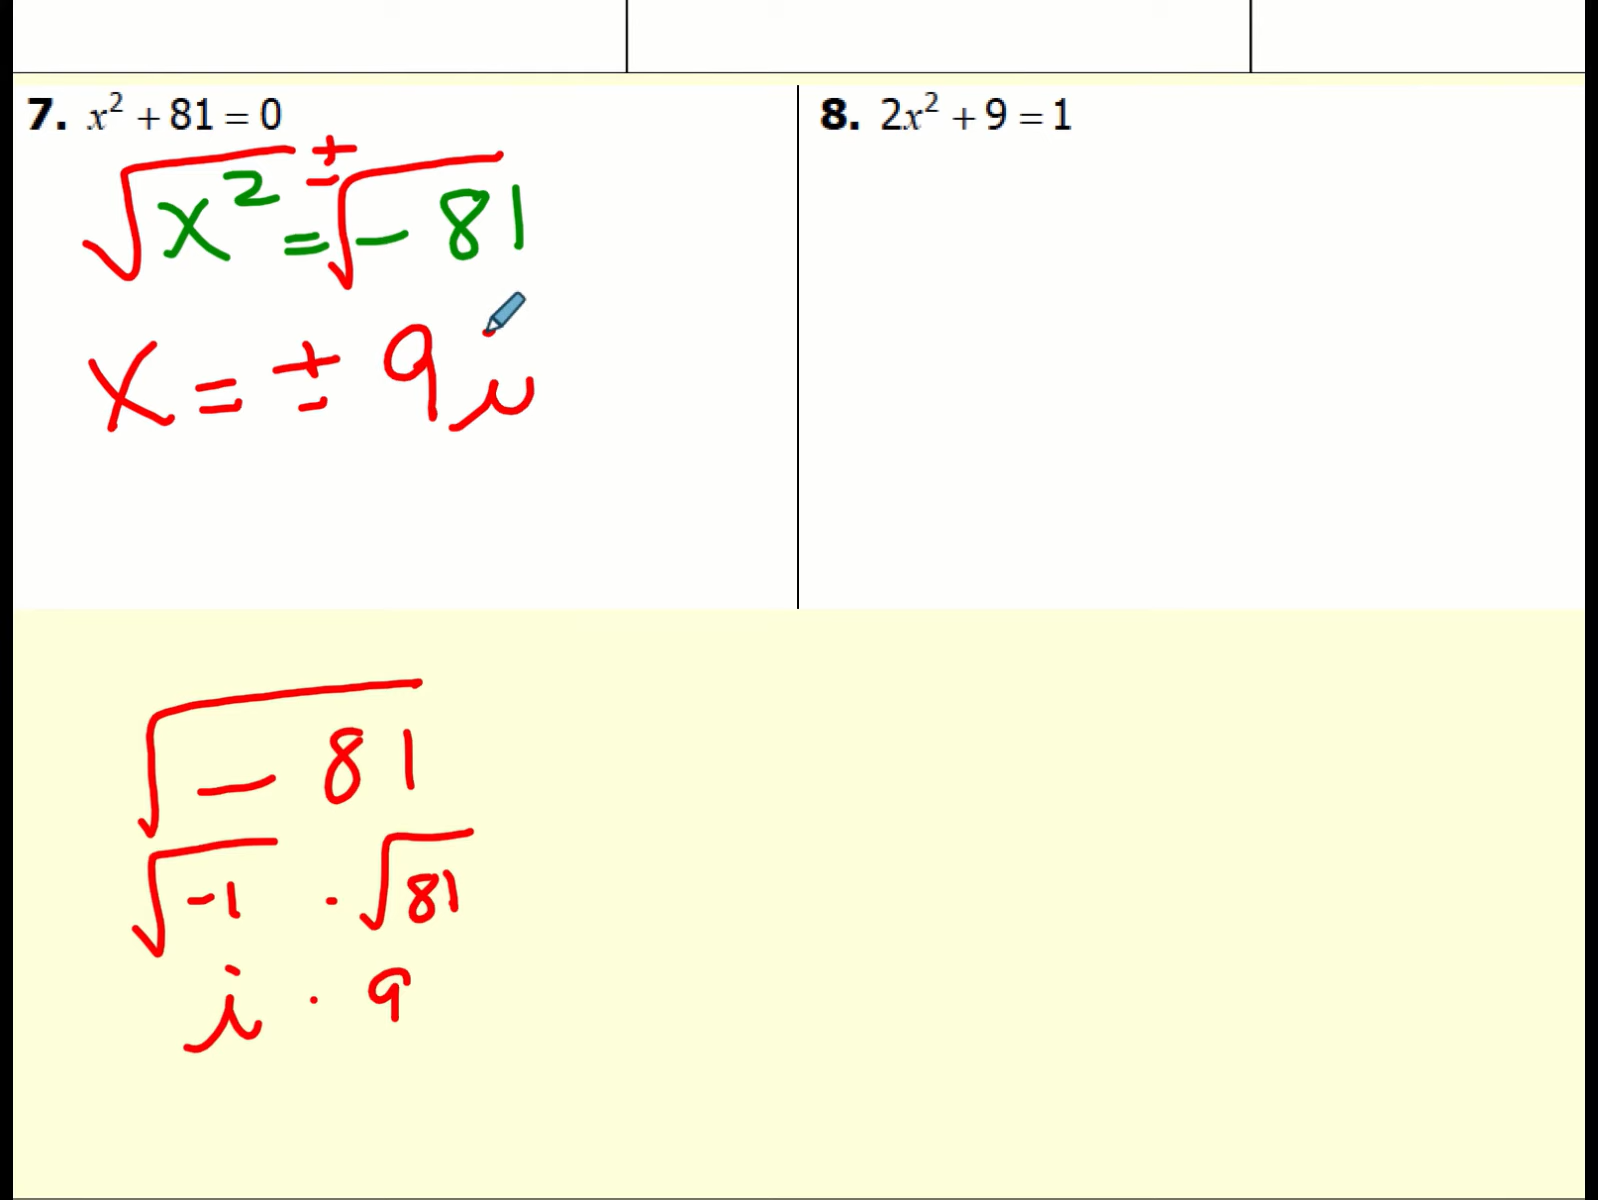 7. x² + 81 = 0
√x² = ±√-81
x = ± 9i
8. 2x² + 9 = 1
√-81
√-1 · √81
i · 9